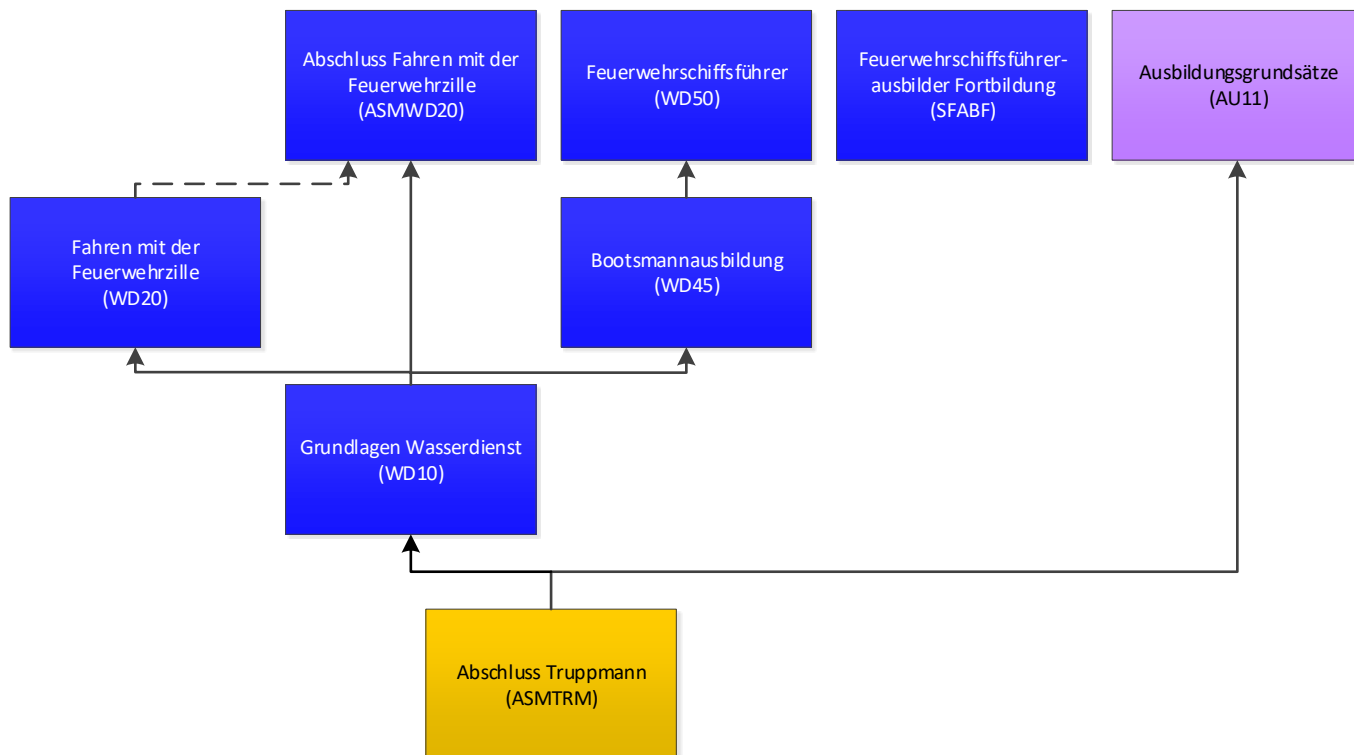 Abschluss Fahren mit der
Feuerwehrzille
(ASMWD20)
Feuerwehrschiffsführer
(WD50)
Feuerwehrschiffsführer-
ausbilder Fortbildung
(SFABF)
Ausbildungsgrundsätze
(AU11)
Fahren mit der
Feuerwehrzille
(WD20)
Bootsmannausbildung
(WD45)
Grundlagen Wasserdienst
(WD10)
Abschluss Truppmann
(ASMTRM)